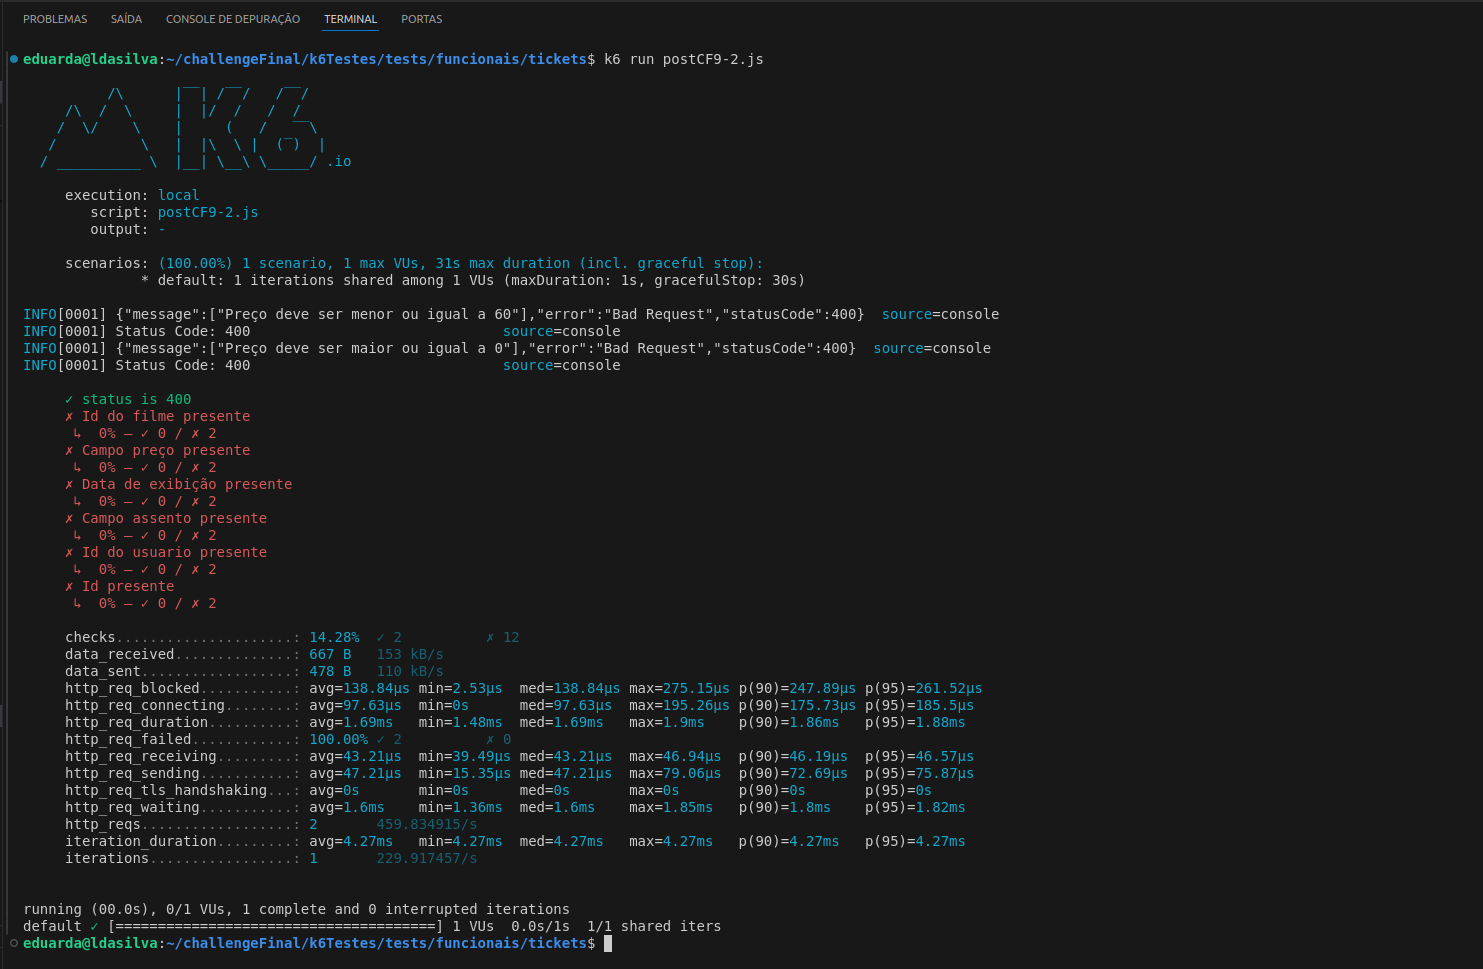 PROBLEMAS SAÍDA CONSOLE DE DEPURAÇÃO TERMINAL PORTAS
eduarda@ldasilva:~/challengeFinal/k6Testes/tests/funcionais/tickets$ k6 run postCF9-2.js
          /\      |‾‾| /‾‾/   /‾‾/
     /\  /  \     |  |/  /   /  /
    /  \/    \    |     (   /   ‾‾\
   /          \   |  |\  \ |  (‾)  |
  / __________ \  |__| \__\ \_____/ .io
execution: local
script: postCF9-2.js
output: -
scenarios: (100.00%) 1 scenario, 1 max VUs, 31s max duration (incl. graceful stop):
* default: 1 iterations shared among 1 VUs (maxDuration: 1s, gracefulStop: 30s)
INFO[0001] {"message":["Preço deve ser menor ou igual a 60"],"error":"Bad Request","statusCode":400}  source=console
INFO[0001] Status Code: 400                              source=console
INFO[0001] {"message":["Preço deve ser maior ou igual a 0"],"error":"Bad Request","statusCode":400}  source=console
INFO[0001] Status Code: 400                              source=console
✓ status is 400
✗ Id do filme presente
↳  0% — ✓ 0 / ✗ 2
✗ Campo preço presente
↳  0% — ✓ 0 / ✗ 2
✗ Data de exibição presente
↳  0% — ✓ 0 / ✗ 2
✗ Campo assento presente
↳  0% — ✓ 0 / ✗ 2
✗ Id do usuario presente
↳  0% — ✓ 0 / ✗ 2
✗ Id presente
↳  0% — ✓ 0 / ✗ 2
checks.....................: 14.28%  ✓ 2          ✗ 12
data_received..............: 667 B   153 kB/s
data_sent..................: 478 B   110 kB/s
http_req_blocked...........: avg=138.84µs min=2.53µs  med=138.84µs max=275.15µs p(90)=247.89µs p(95)=261.52µs
http_req_connecting........: avg=97.63µs  min=0s      med=97.63µs  max=195.26µs p(90)=175.73µs p(95)=185.5µs
http_req_duration..........: avg=1.69ms   min=1.48ms  med=1.69ms   max=1.9ms    p(90)=1.86ms   p(95)=1.88ms
http_req_failed............: 100.00% ✓ 2          ✗ 0
http_req_receiving.........: avg=43.21µs  min=39.49µs med=43.21µs  max=46.94µs  p(90)=46.19µs  p(95)=46.57µs
http_req_sending...........: avg=47.21µs  min=15.35µs med=47.21µs  max=79.06µs  p(90)=72.69µs  p(95)=75.87µs
http_req_tls_handshaking...: avg=0s       min=0s      med=0s       max=0s       p(90)=0s       p(95)=0s
http_req_waiting...........: avg=1.6ms    min=1.36ms  med=1.6ms    max=1.85ms   p(90)=1.8ms    p(95)=1.82ms
http_reqs..................: 2       459.834915/s
iteration_duration.........: avg=4.27ms   min=4.27ms  med=4.27ms   max=4.27ms   p(90)=4.27ms   p(95)=4.27ms
iterations.................: 1       229.917457/s
running (00.0s), 0/1 VUs, 1 complete and 0 interrupted iterations
default ✓ [======================================] 1 VUs  0.0s/1s  1/1 shared iters
eduarda@ldasilva:~/challengeFinal/k6Testes/tests/funcionais/tickets$